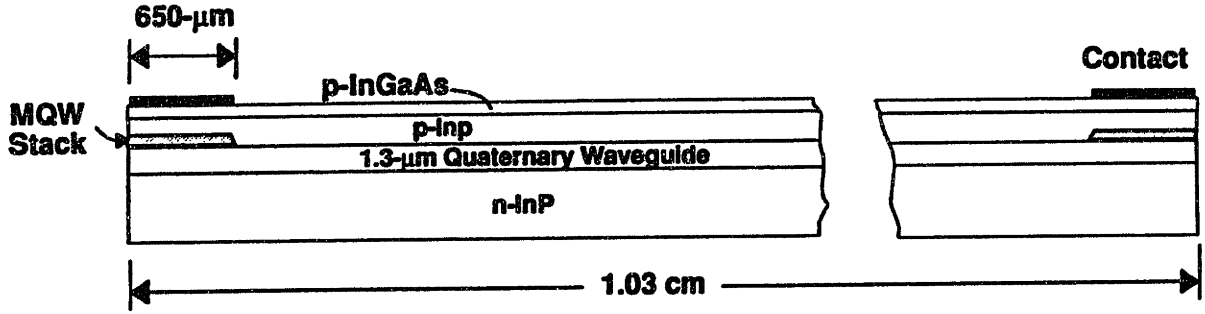 650-μm
Contact
p-InGaAs
MQW
Stack
p-Inp
1.3-μm Quaternary Waveguide
n-InP
1.03 cm